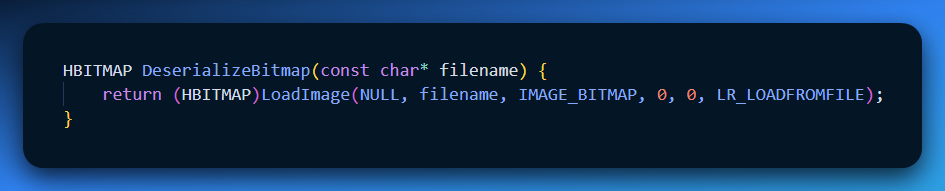 HBITMAP DeserializeBitmap(const char* filename) {
    return (HBITMAP)LoadImage(NULL, filename, IMAGE_BITMAP, 0, 0, LR_LOADFROMFILE);
}